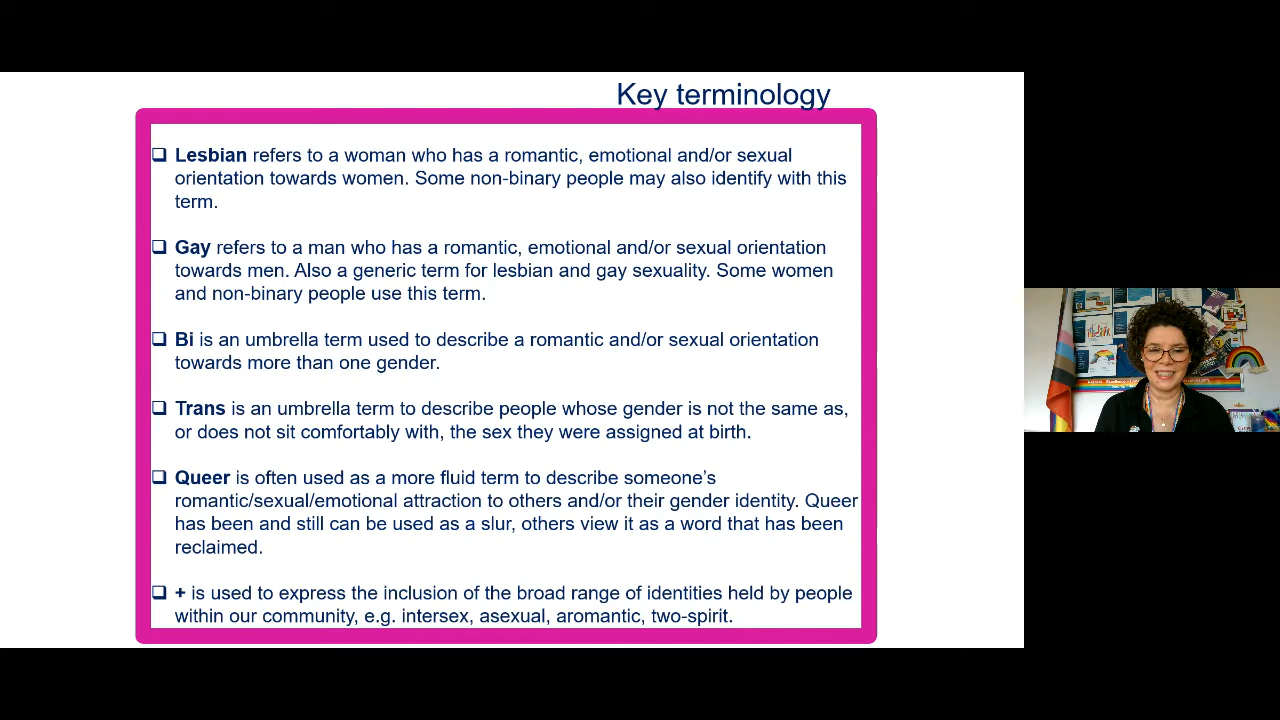 Key terminology
Lesbian refers to a woman who has a romantic, emotional and/or sexual
orientation towards women. Some non-binary people may also identify with this
term.
Gay refers to a man who has a romantic, emotional and/or sexual orientation
towards men. Also a generic term for lesbian and gay sexuality. Some women
and non-binary people use this term.
Bi is an umbrella term used to describe a romantic and/or sexual orientation
towards more than one gender.
Trans is an umbrella term to describe people whose gender is not the same as,
or does not sit comfortably with, the sex they were assigned at birth.
Queer is often used as a more fluid term to describe someone’s
romantic/sexual/emotional attraction to others and/or their gender identity. Queer
has been and still can be used as a slur, others view it as a word that has been
reclaimed.
+ is used to express the inclusion of the broad range of identities held by people
within our community, e.g. intersex, asexual, aromantic, two-spirit.